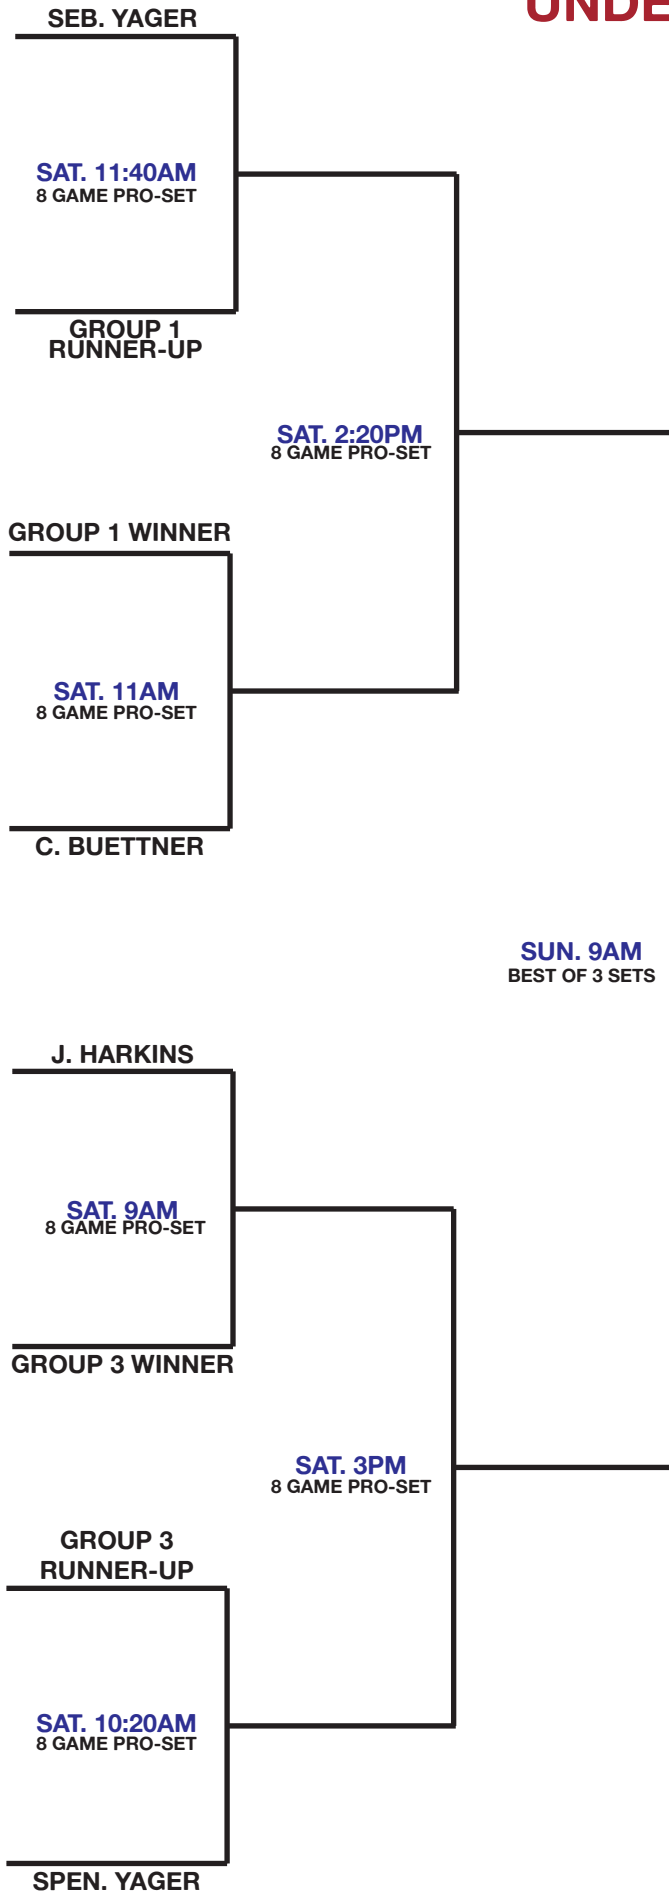 UNDE
SEB. YAGER
SAT. 11:40AM
8 GAME PRO-SET
GROUP 1
RUNNER-UP
SAT. 2:20PM
8 GAME PRO-SET
GROUP 1 WINNER
SAT. 11AM
8 GAME PRO-SET
C. BUETTNER
SUN. 9AM
BEST OF 3 SETS
J. HARKINS
SAT. 9AM
8 GAME PRO-SET
GROUP 3 WINNER
SAT. 3PM
8 GAME PRO-SET
GROUP 3
RUNNER-UP
SAT. 10:20AM
8 GAME PRO-SET
SPEN. YAGER